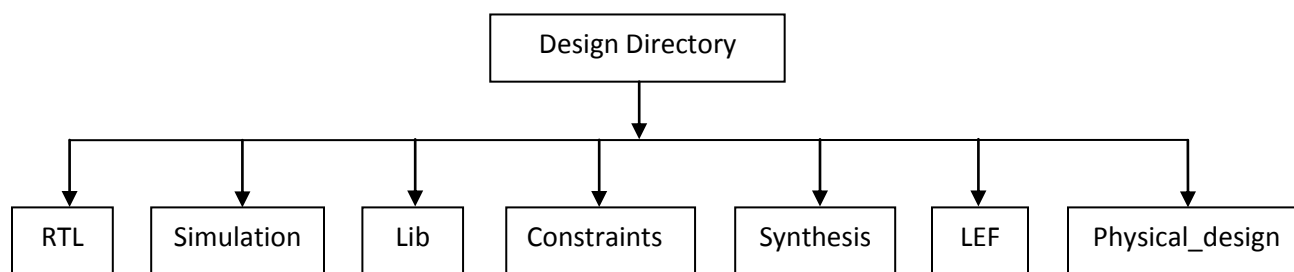 Design Directory
RTL Simulation Lib Constraints Synthesis LEF Physical_design